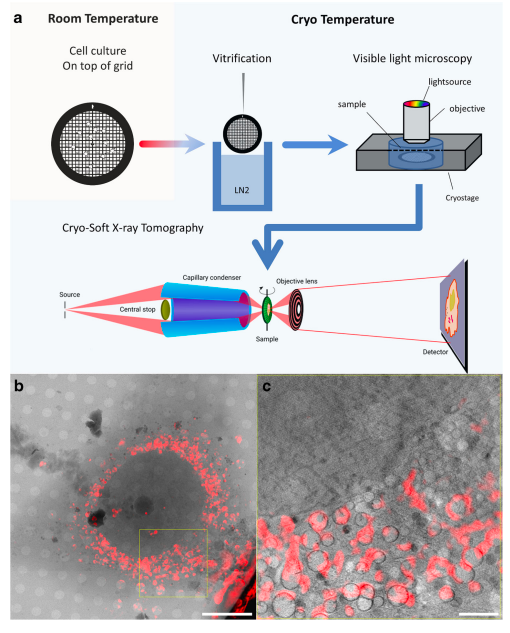 a
Room Temperature
Cryo Temperature
Cell culture
On top of grid
Vitrification
Visible light microscopy
lightsource
sample
objective
LN2
Cryostage
Cryo-Soft X-ray Tomography
Capillary condenser
Objective lens
Source
Central stop
Sample
Detector
b
c